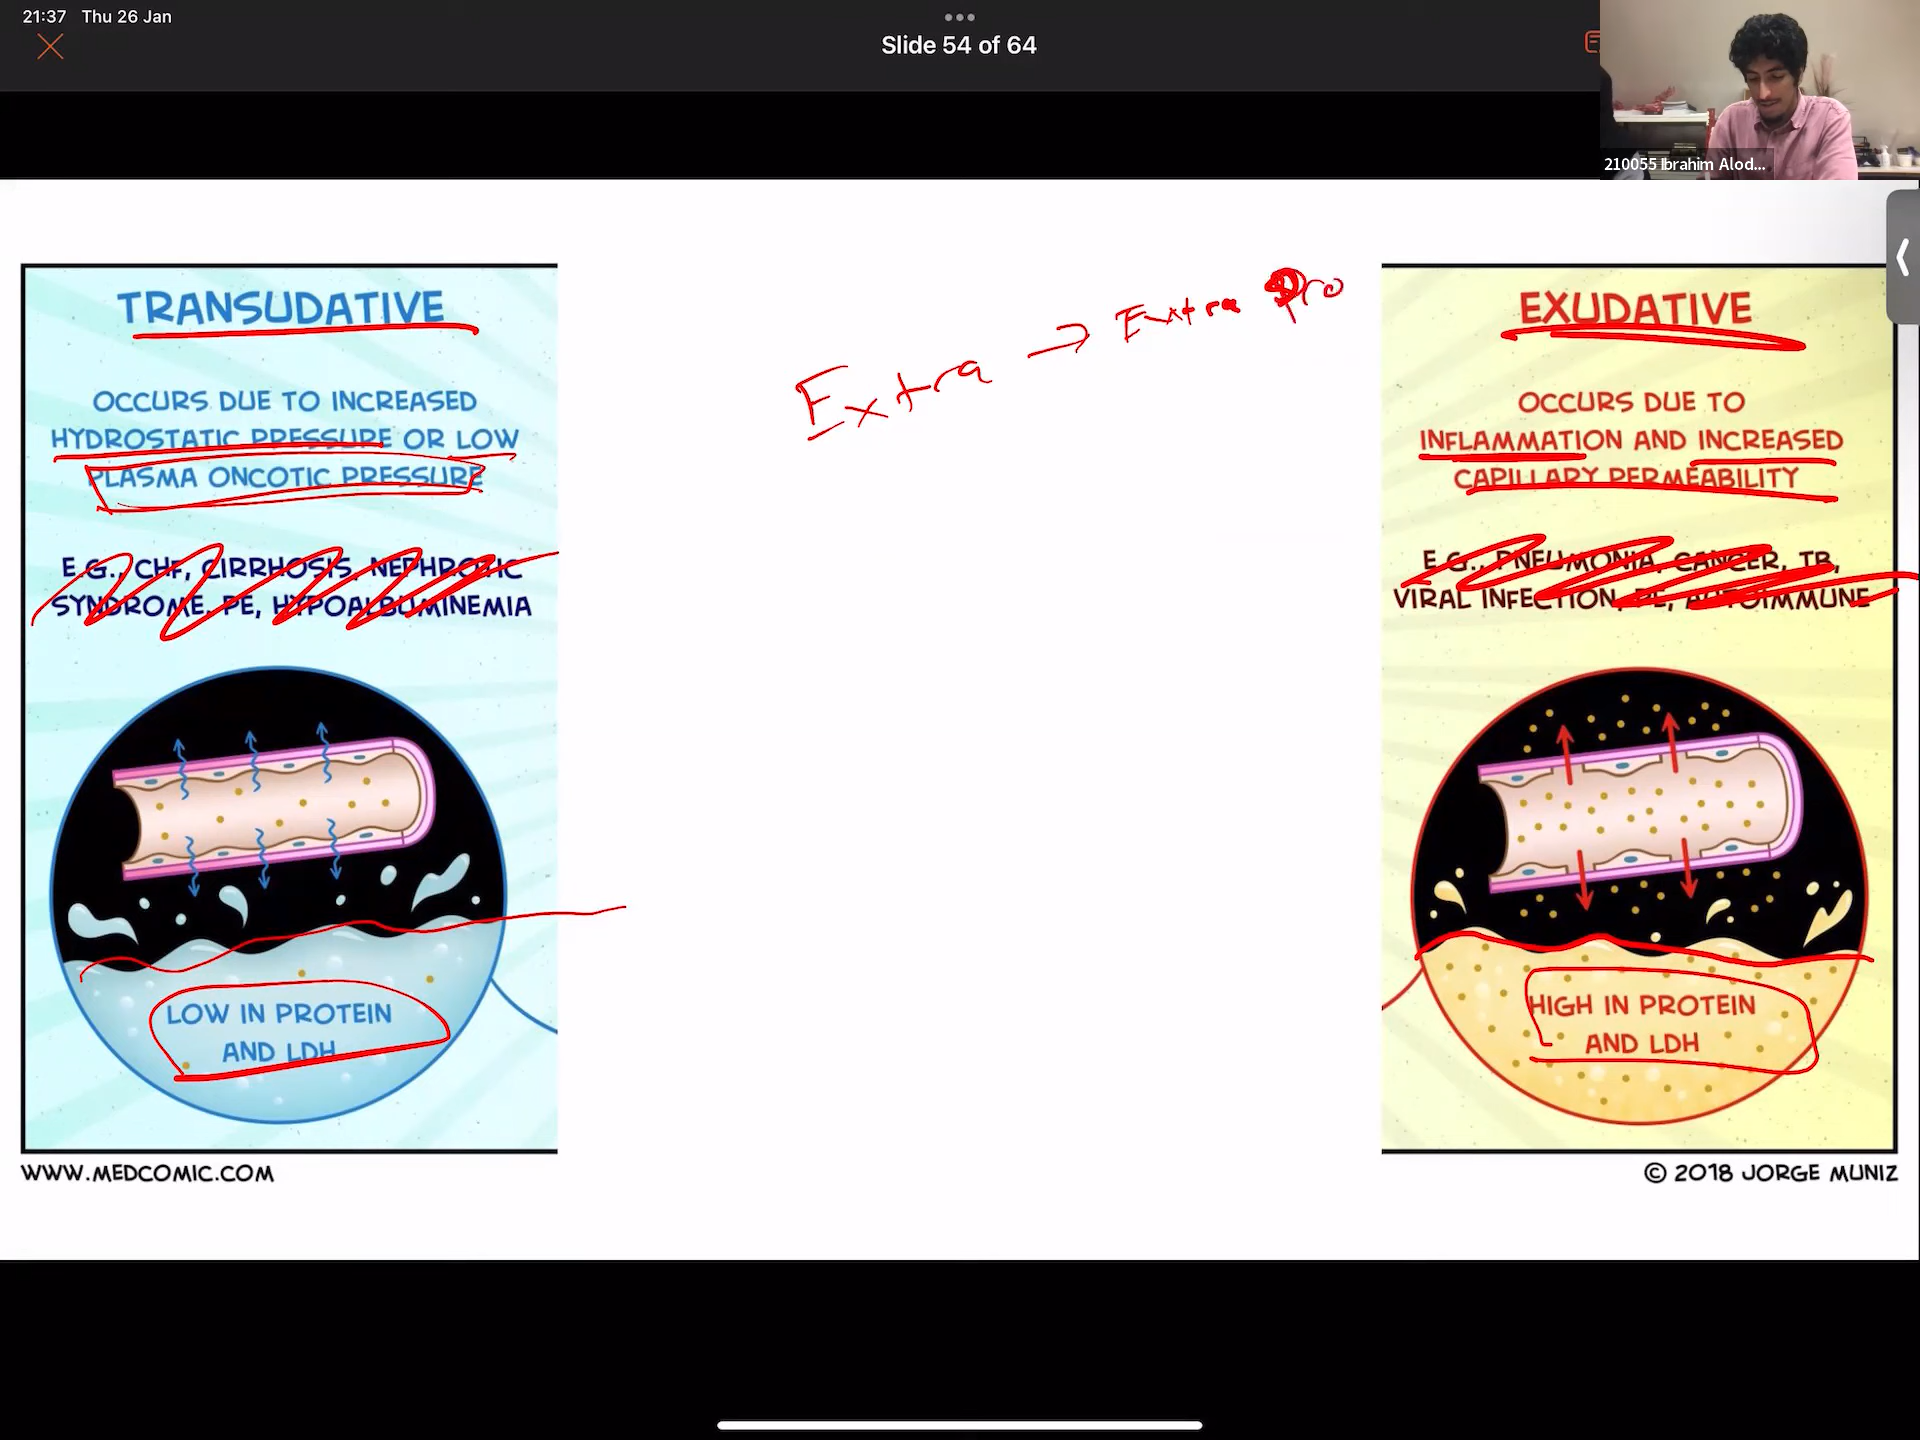 21:37 Thu 26 Jan
Slide 54 of 64
210055 Ibrahim Alod...
Extra → Extra Pro
TRANSUDATIVE
OCCURS DUE TO INCREASED
HYDROSTATIC PRESSURE OR LOW
PLASMA ONCOTIC PRESSURE
E.G., CHF, CIRRHOSIS, NEPHROTIC
SYNDROME, PE, HYPOALBUMINEMIA
LOW IN PROTEIN
AND LDH
WWW.MEDCOMIC.COM
EXUDATIVE
OCCURS DUE TO
INFLAMMATION AND INCREASED
CAPILLARY PERMEABILITY
E.G., PNEUMONIA, CANCER, TB,
VIRAL INFECTION, PE, AUTOIMMUNE
HIGH IN PROTEIN
AND LDH
© 2018 JORGE MUNIZ